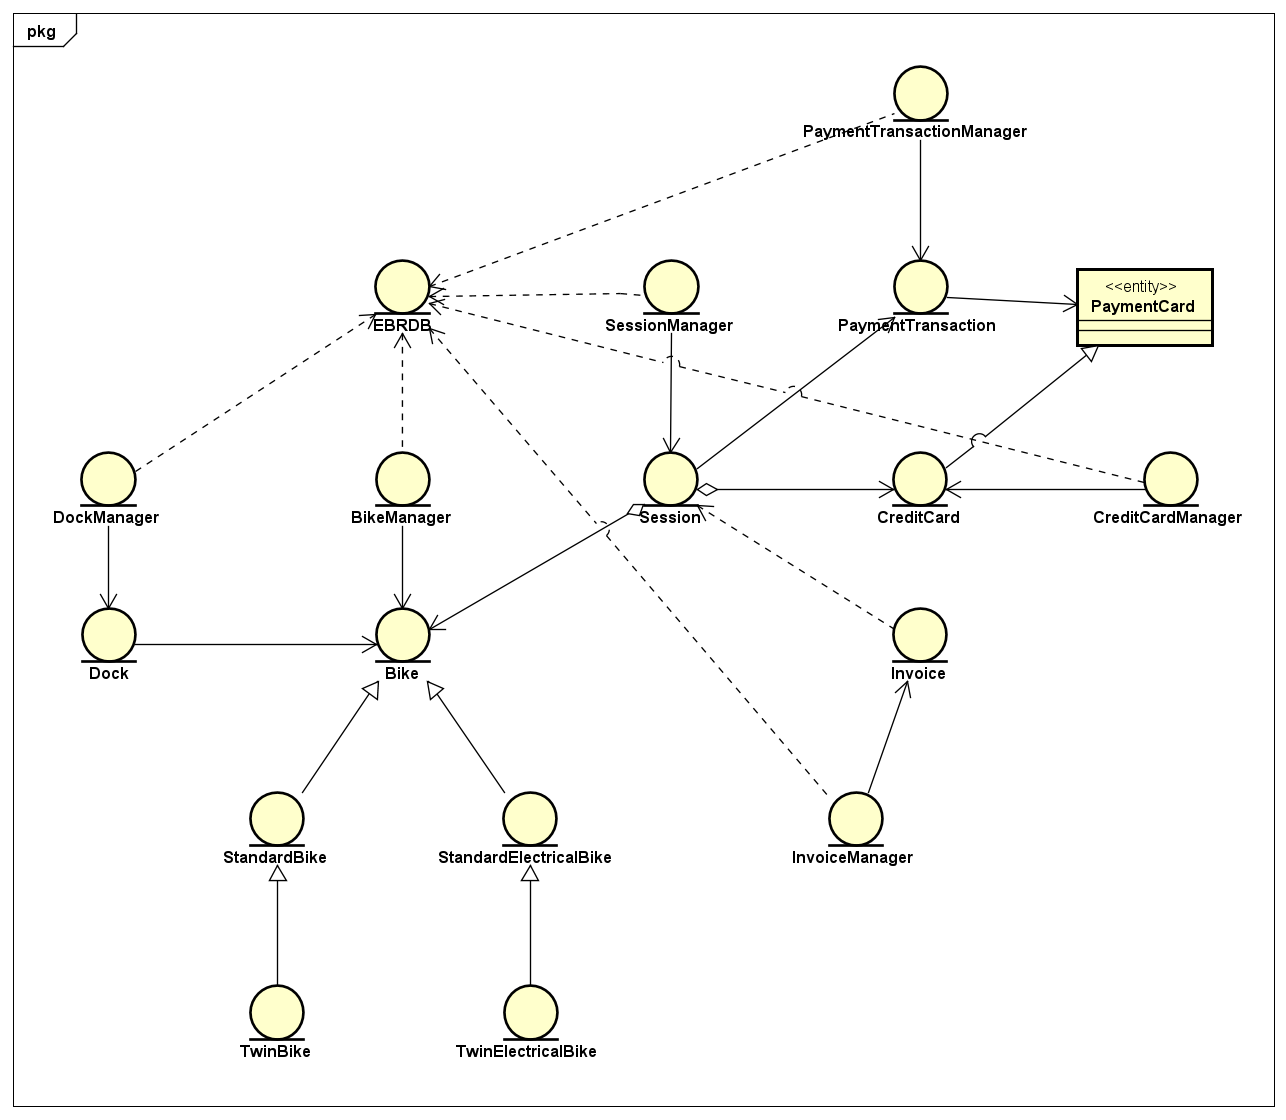 pkg
PaymentTransactionManager
<<entity>>
PaymentCard
EBRDB
SessionManager
PaymentTransaction
DockManager
BikeManager
Session
CreditCard
CreditCardManager
Dock
Bike
Invoice
StandardBike
StandardElectricalBike
InvoiceManager
TwinBike
TwinElectricalBike